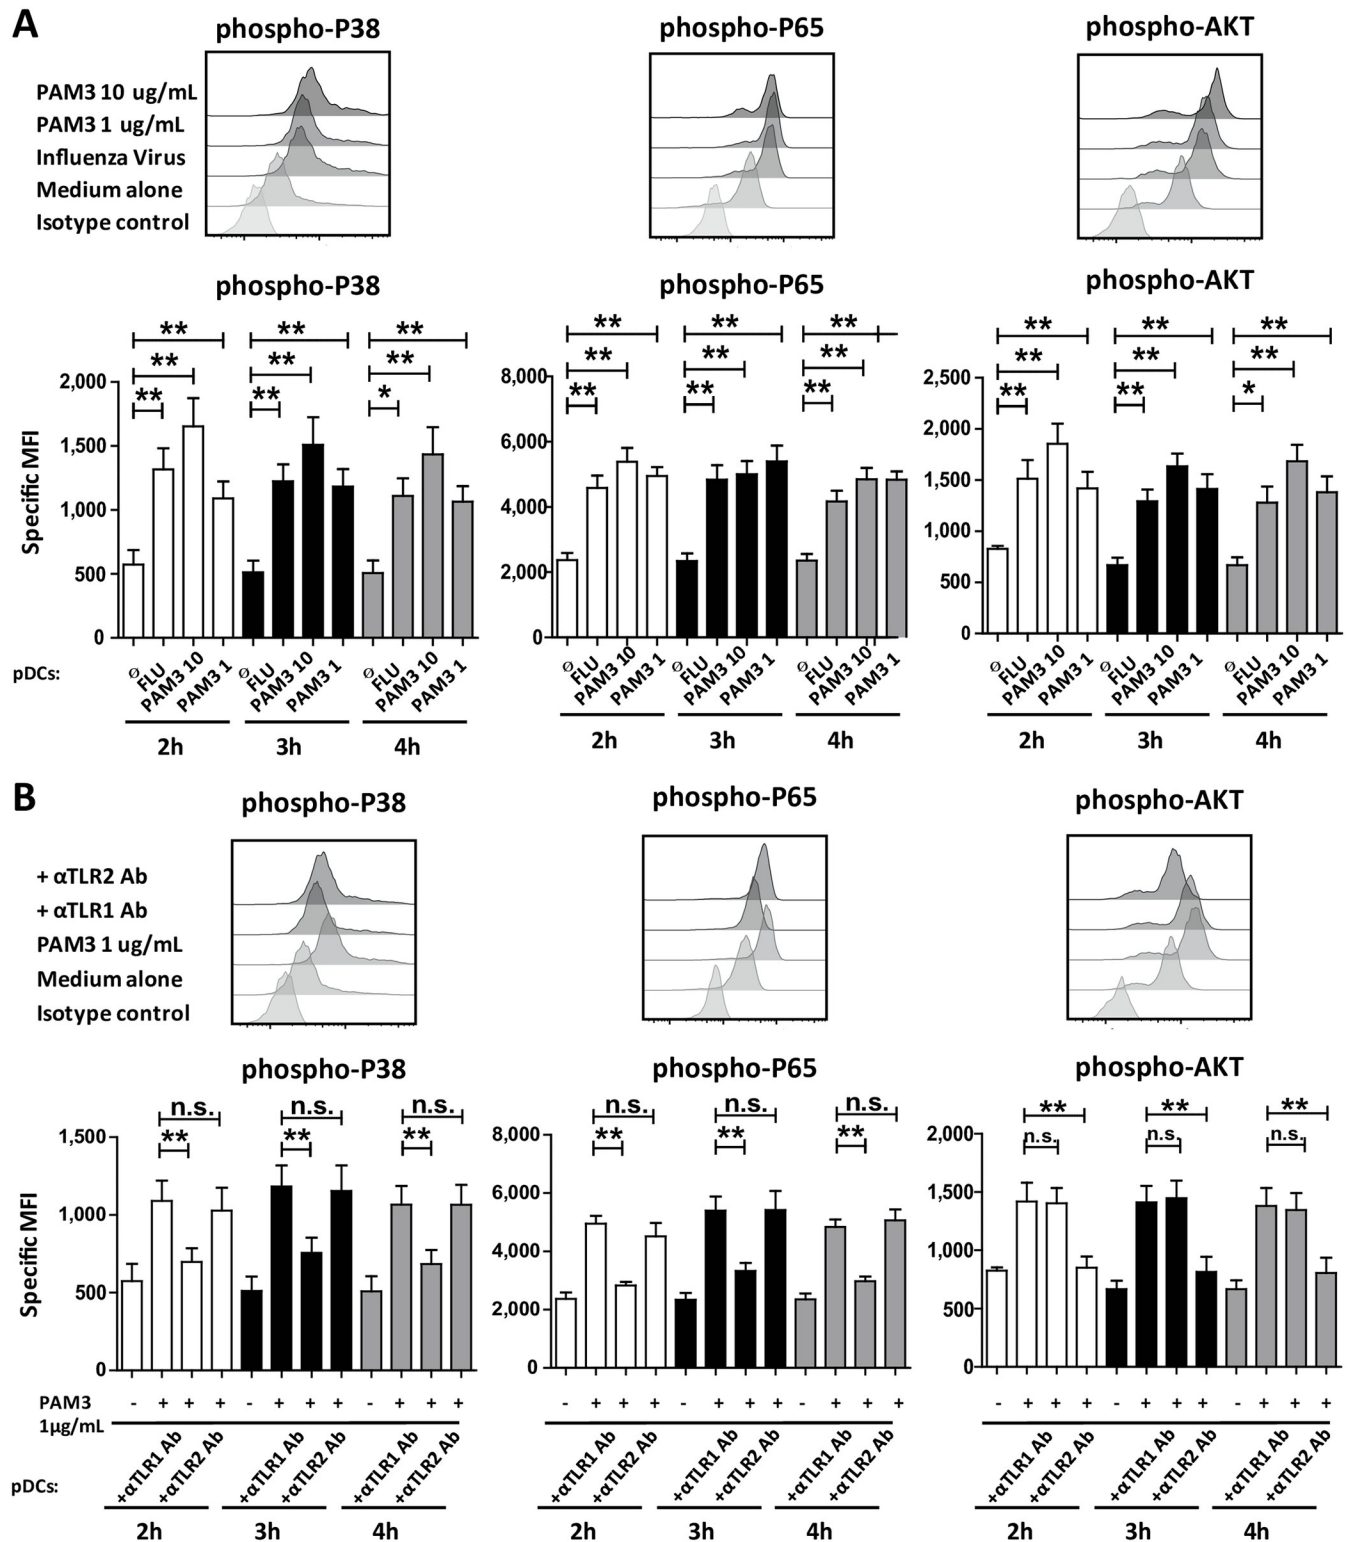 A
phospho-P38 phospho-P65 phospho-AKT
PAM3 10 ug/mL
PAM3 1 ug/mL
Influenza Virus
Medium alone
Isotype control
phospho-P38 phospho-P65 phospho-AKT
** ** ** ** ** ** ** ** **
** ** ** ** ** ** ** ** **
** ** * ** ** ** ** ** *
Specific MFI
2,000 8,000 2,500
1,500 6,000 2,000
1,000 4,000 1,500
500 2,000 1,000
0 0 500
0
pDCs: ø FLU PAM3 10 PAM3 1 ø FLU PAM3 10 PAM3 1 ø FLU PAM3 10 PAM3 1 ø FLU PAM3 10 PAM3 1 ø FLU PAM3 10 PAM3 1 ø FLU PAM3 10 PAM3 1 ø FLU PAM3 10 PAM3 1 ø FLU PAM3 10 PAM3 1 ø FLU PAM3 10 PAM3 1
2h 3h 4h 2h 3h 4h 2h 3h 4h
B
phospho-P38 phospho-P65 phospho-AKT
+ αTLR2 Ab
+ αTLR1 Ab
PAM3 1 ug/mL
Medium alone
Isotype control
phospho-P38 phospho-P65 phospho-AKT
n.s. n.s. n.s. n.s. n.s. n.s. ** ** **
** ** ** ** ** ** n.s. n.s. n.s.
Specific MFI
1,500 8,000 2,000
1,000 6,000 1,500
500 4,000 1,000
0 2,000 500
0 0
PAM3 - + + + - + + + - + + + - + + + - + + + - + + + - + + + - + + + - + + +
1μg/mL
pDCs: +αTLR1 Ab +αTLR2 Ab +αTLR1 Ab +αTLR2 Ab +αTLR1 Ab +αTLR2 Ab +αTLR1 Ab +αTLR2 Ab +αTLR1 Ab +αTLR2 Ab +αTLR1 Ab +αTLR2 Ab +αTLR1 Ab +αTLR2 Ab +αTLR1 Ab +αTLR2 Ab +αTLR1 Ab +αTLR2 Ab
2h 3h 4h 2h 3h 4h 2h 3h 4h